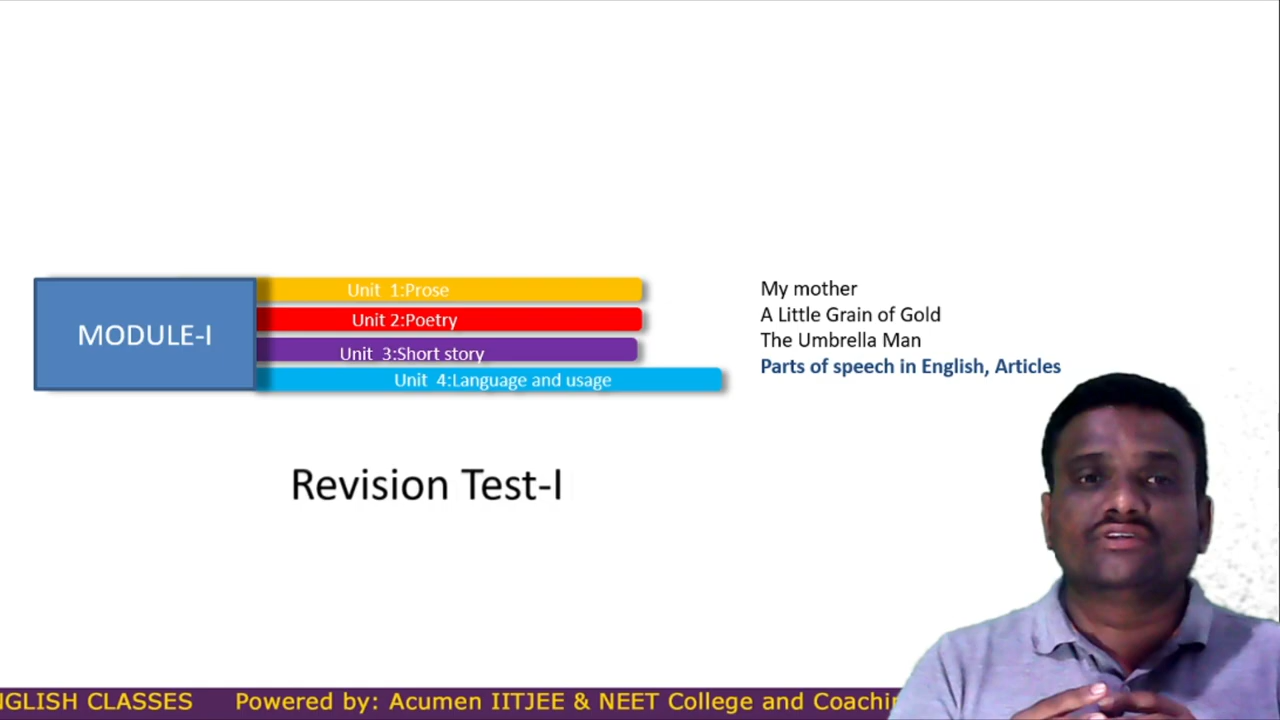 MODULE-I
Unit 1:Prose
Unit 2:Poetry
Unit 3:Short story
Unit 4:Language and usage
My mother
A Little Grain of Gold
The Umbrella Man
Parts of speech in English, Articles
Revision Test-I
CLASSES Powered by: Acumen IITJEE & NEET College and